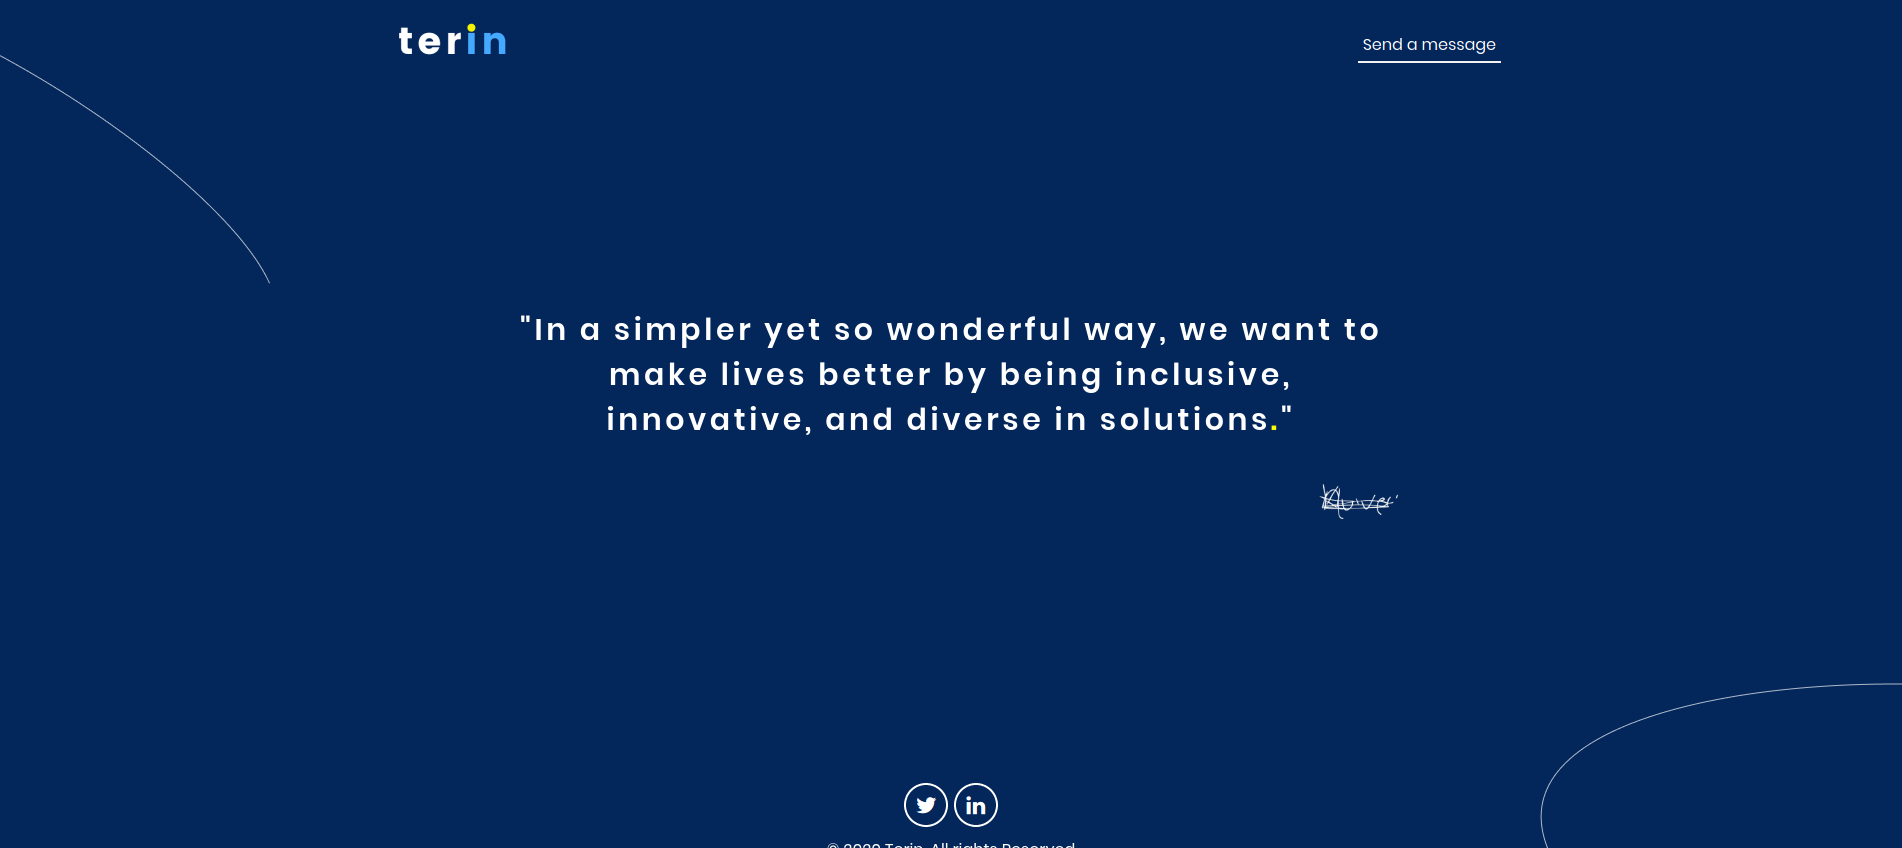 terin
Send a message
"In a simpler yet so wonderful way, we want to
make lives better by being inclusive,
innovative, and diverse in solutions."
in
© 2020 Terin. All rights Reserved